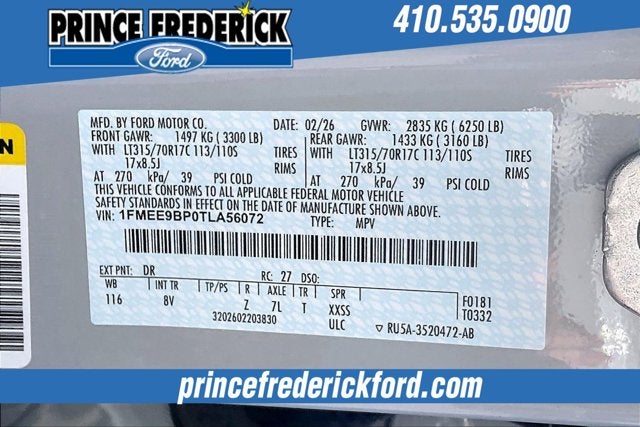 PRINCE FREDERICK
Ford
410.535.0900
MFD. BY FORD MOTOR CO. DATE: 02/26 GVWR: 2835 KG ( 6250 LB)
FRONT GAWR: 1497 KG ( 3300 LB) REAR GAWR: 1433 KG ( 3160 LB)
WITH LT315/70R17C 113/110S TIRES WITH LT315/70R17C 113/110S TIRES
17x8.5J RIMS 17x8.5J RIMS
AT 270 kPa/ 39 PSI COLD AT 270 kPa/ 39 PSI COLD
THIS VEHICLE CONFORMS TO ALL APPLICABLE FEDERAL MOTOR VEHICLE
SAFETY STANDARDS IN EFFECT ON THE DATE OF MANUFACTURE SHOWN ABOVE.
VIN: 1FMEE9BP0TLA56072 TYPE: MPV
EXT PNT: DR RC: 27 DSO:
WB INT TR TP/PS R AXLE TR SPR F0181
116 8V Z 7L T XXSS T0332
3202602203830 ULC RU5A-3520472-AB
princefrederickford.com